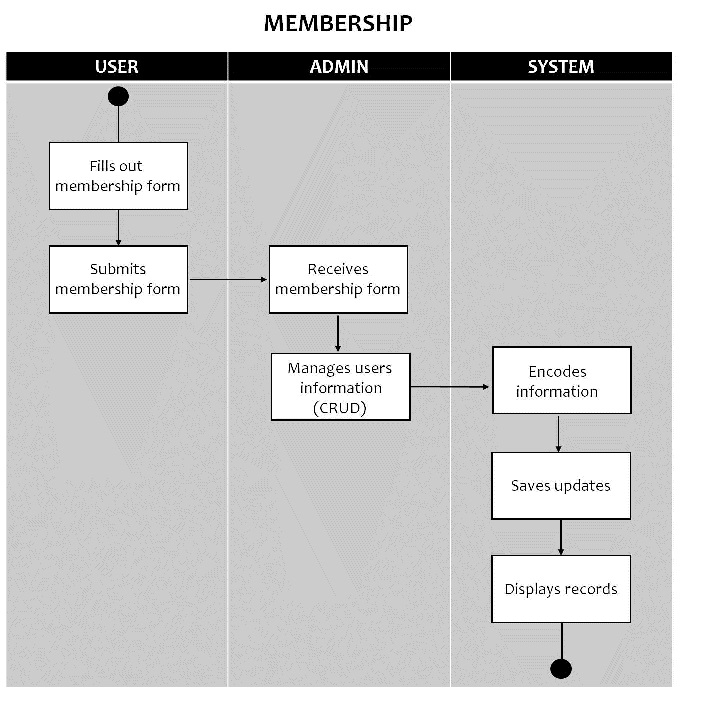 MEMBERSHIP
USER
ADMIN
SYSTEM
Fills out
membership form
Submits
membership form
Receives
membership form
Manages users
information
(CRUD)
Encodes
information
Saves updates
Displays records